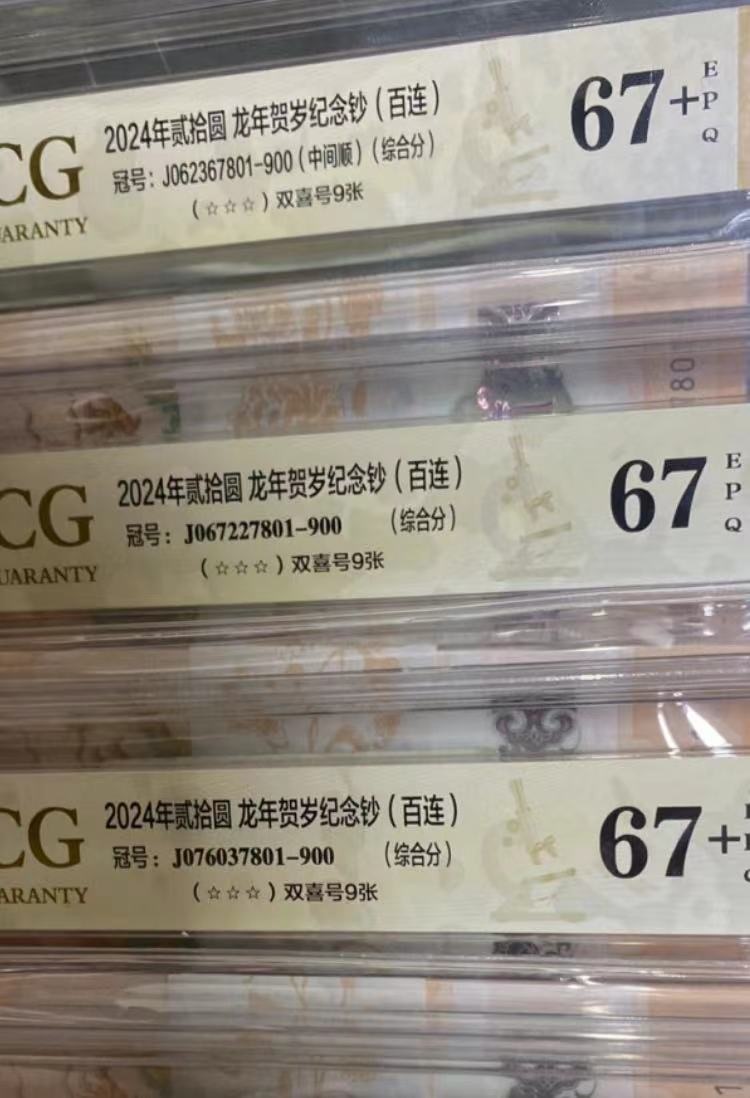 CG
ARANTY
2024年贰拾圆 龙年贺岁纪念钞（百连）
冠号：J062367801-900（中间顺）（综合分）
（☆☆☆）双喜号9张
67+
E
P
Q
780
CG
UARANTY
2024年贰拾圆 龙年贺岁纪念钞（百连）
冠号：J067227801-900 （综合分）
（☆☆☆）双喜号9张
67
E
P
Q
CG
ARANTY
2024年贰拾圆 龙年贺岁纪念钞（百连）
冠号：J076037801-900 （综合分）
（☆☆☆）双喜号9张
67+